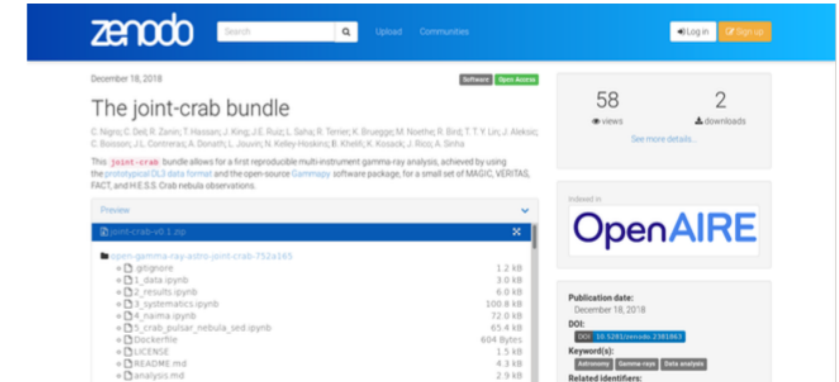 zenodo
Search
Upload
Communities
Log in
Sign up
December 18, 2018
Software
Open Access
The joint-crab bundle
C. Nigro; C. Deil; R. Zanin; T. Hassan; J. King; J.E. Ruiz; L. Saha; R. Terrier; K. Bruegge; M. Noethe; R. Bird; T. T. Y. Lin; J. Aleksic;
C. Boisson; J.L. Contreras; A. Donath; L. Jouvin; N. Kelley-Hoskins; B. Khelifi; K. Kosack; J. Rico; A. Sinha
This joint-crab bundle allows for a first reproducible multi-instrument gamma-ray analysis, achieved by using
the prototypical DL3 data format and the open-source Gammapy software package, for a small set of MAGIC, VERITAS,
FACT, and H.E.S.S. Crab nebula observations.
Preview
joint-crab-v0.1.zip
open-gamma-ray-astro-joint-crab-752a165
.gitignore 1.2 kB
1_data.ipynb 3.0 kB
2_results.ipynb 6.0 kB
3_systematics.ipynb 100.8 kB
4_naima.ipynb 72.0 kB
5_crab_pulsar_nebula_sed.ipynb 65.4 kB
Dockerfile 604 Bytes
LICENSE 1.5 kB
README.md 4.3 kB
analysis.md 2.9 kB
58
views
2
downloads
See more details...
Indexed in
OpenAIRE
Publication date:
December 18, 2018
DOI:
DOI 10.5281/zenodo.2381863
Keyword(s):
Astronomy Gamma-rays Data analysis
Related identifiers: